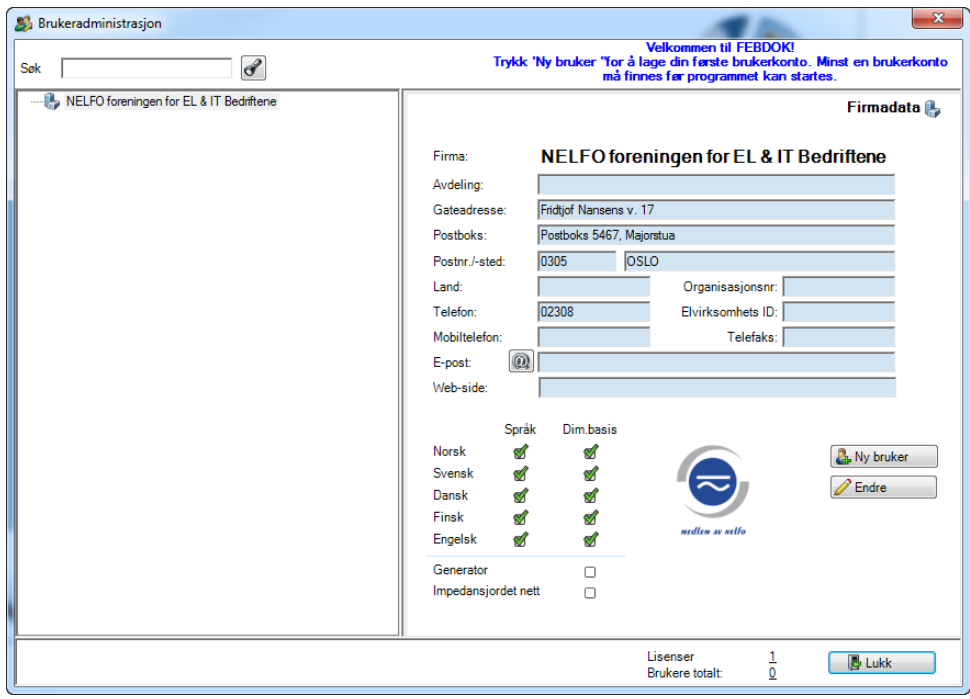 Brukeradministrasjon
Søk
Velkommen til FEBDOK!
Trykk 'Ny bruker "for å lage din første brukerkonto. Minst en brukerkonto
må finnes før programmet kan startes.
NELFO foreningen for EL & IT Bedriftene
Firmadata
Firma: NELFO foreningen for EL & IT Bedriftene
Avdeling:
Gateadresse: Fridtjof Nansens v. 17
Postboks: Postboks 5467, Majorstua
Postnr./-sted: 0305 OSLO
Land: Organisasjonsnr:
Telefon: 02308 Elvirksomhets ID:
Mobiltelefon: Telefaks:
E-post: @
Web-side:
Språk Dim.basis
Norsk
Svensk
Dansk
Finsk
Engelsk
medlem av nelfo
Ny bruker
Endre
Generator
Impedansjordet nett
Lisenser 1
Brukere totalt: 0
Lukk